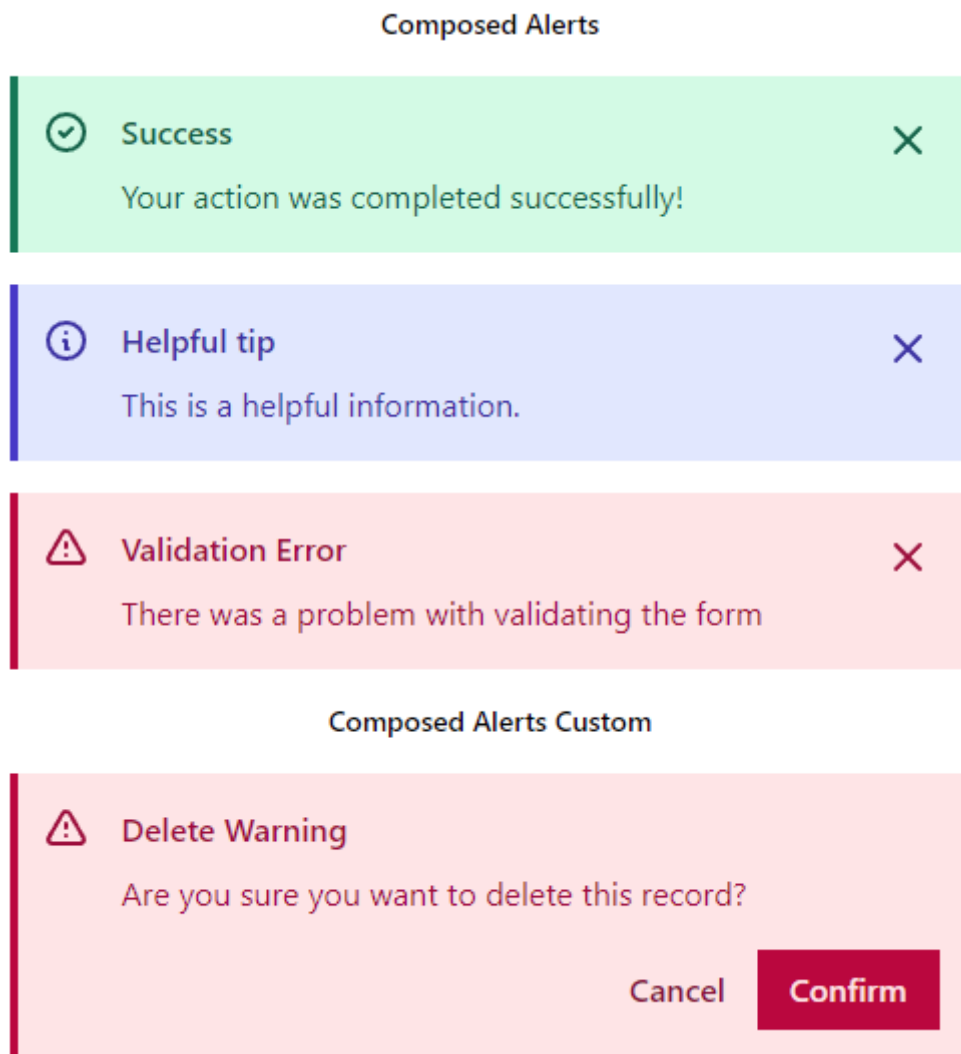 Composed Alerts
Success
Your action was completed successfully!
Helpful tip
This is a helpful information.
Validation Error
There was a problem with validating the form
Composed Alerts Custom
Delete Warning
Are you sure you want to delete this record?
Cancel Confirm